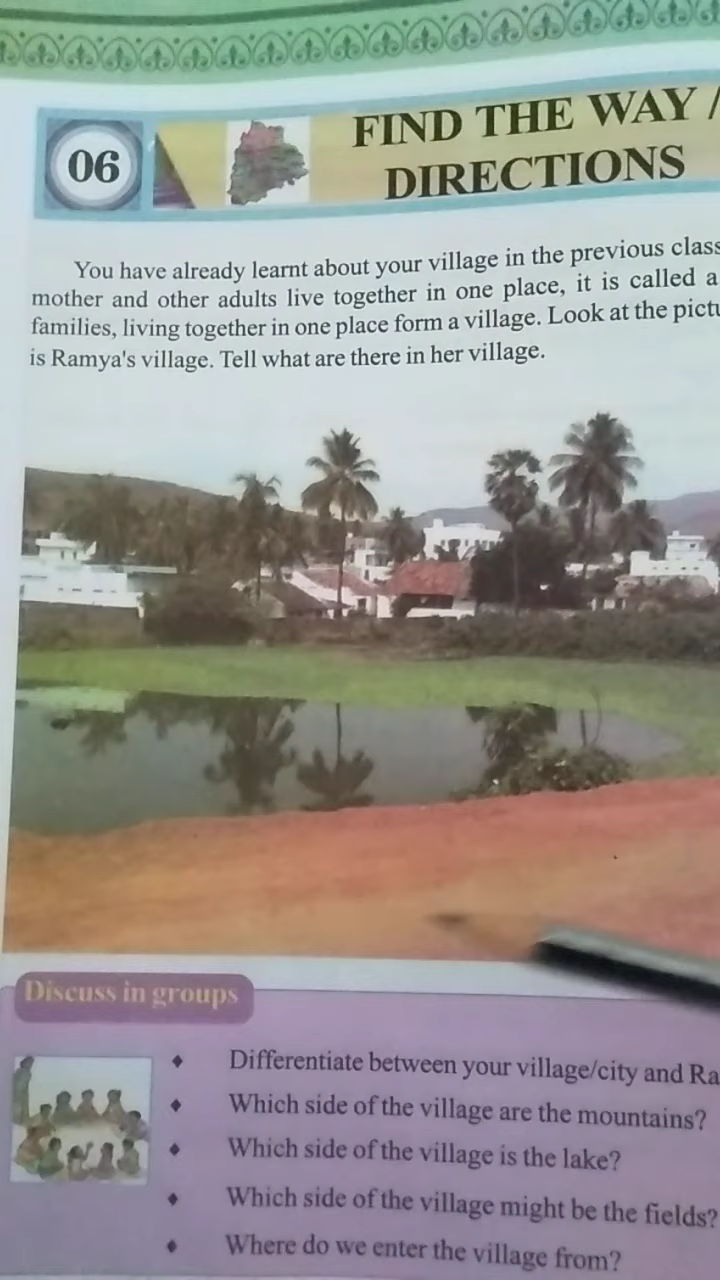 06
FIND THE WAY /
DIRECTIONS
You have already learnt about your village in the previous class
mother and other adults live together in one place, it is called a
families, living together in one place form a village. Look at the pictu
is Ramya's village. Tell what are there in her village.
Discuss in groups
♦ Differentiate between your village/city and Ra
♦ Which side of the village are the mountains?
♦ Which side of the village is the lake?
♦ Which side of the village might be the fields?
♦ Where do we enter the village from?